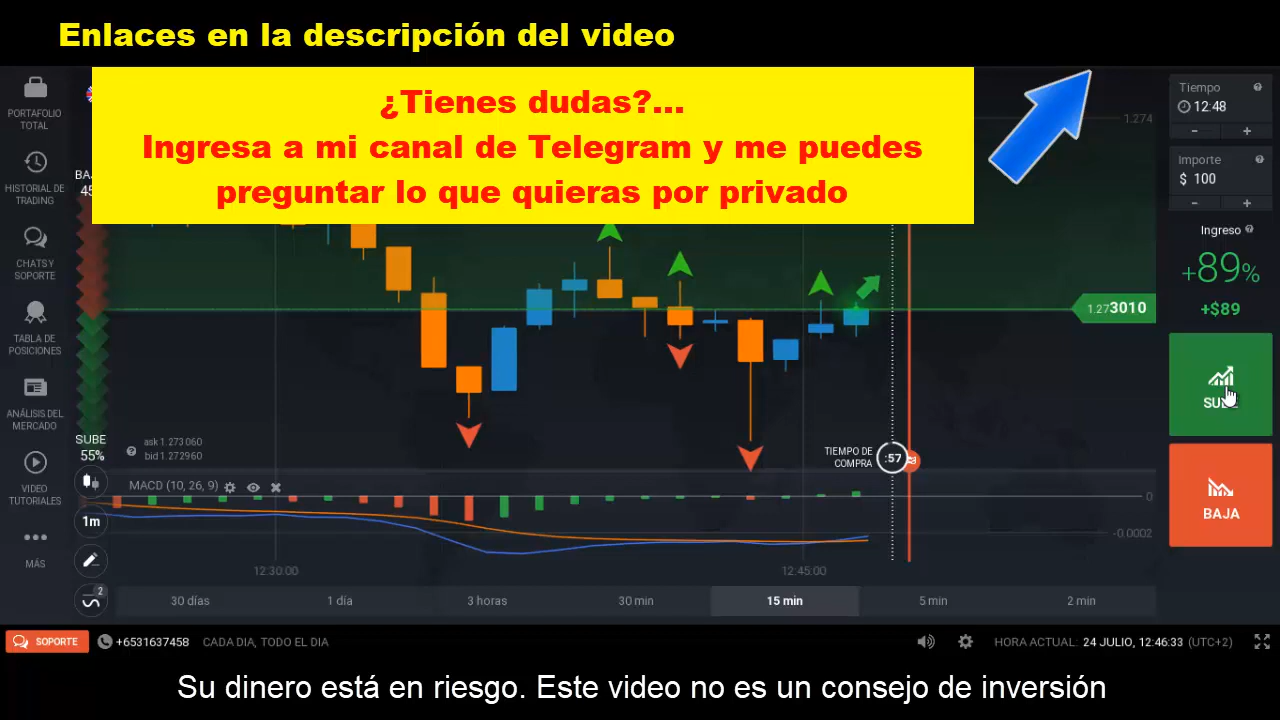 Enlaces en la descripción del video
¿Tienes dudas?...
Ingresa a mi canal de Telegram y me puedes
preguntar lo que quieras por privado
PORTAFOLIO
TOTAL
HISTORIAL DE
TRADING
CHATS Y
SOPORTE
TABLA DE
POSICIONES
ANÁLISIS DEL
MERCADO
VIDEO
TUTORIALES
MÁS
SUBE
55%
1m
2
ask 1.273060
bid 1.272960
MACD (10, 26, 9)
TIEMPO DE
COMPRA
:57
1.274
1.273010
0
-0.0002
12:30:00
12:45:00
30 días
1 día
3 horas
30 min
15 min
5 min
2 min
Tiempo
12:48
- +
Importe
$ 100
- +
Ingreso
+89%
+$89
BAJA
SOPORTE
+6531637458
CADA DIA, TODO EL DIA
HORA ACTUAL: 24 JULIO, 12:46:33 (UTC+2)
Su dinero está en riesgo. Este video no es un consejo de inversión